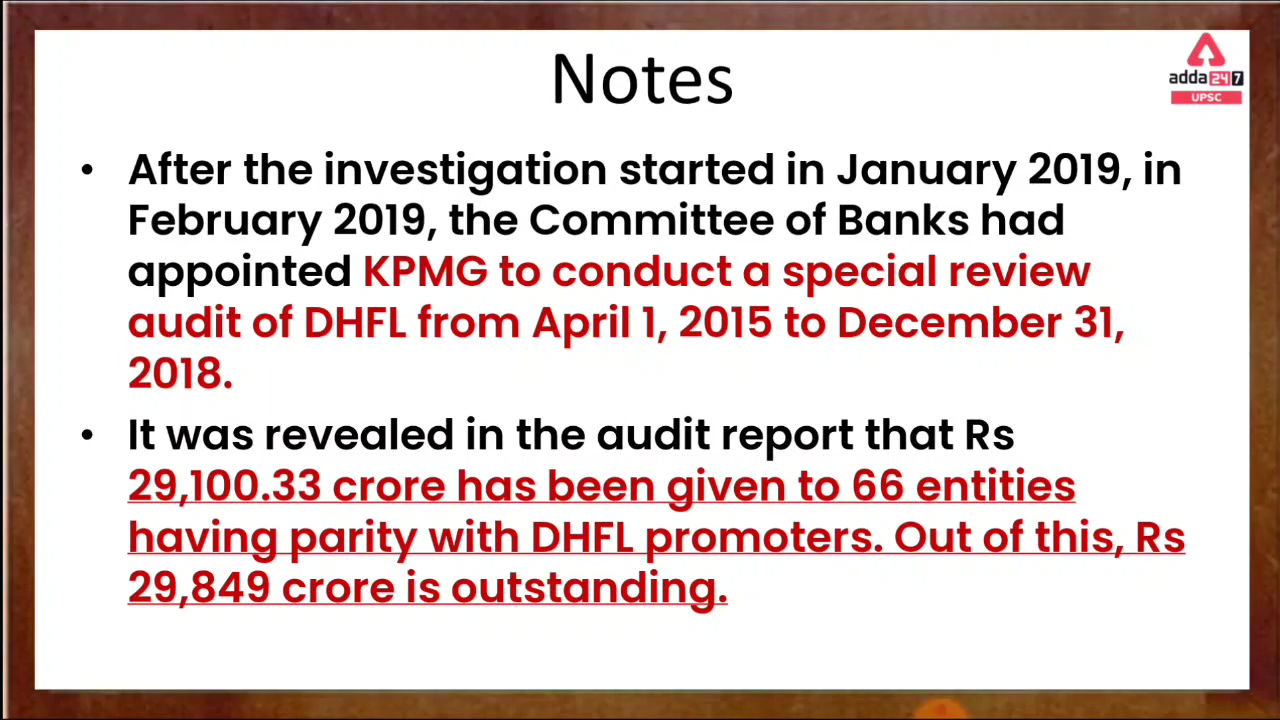 Notes
adda 24 7
UPSC
• After the investigation started in January 2019, in
February 2019, the Committee of Banks had
appointed KPMG to conduct a special review
audit of DHFL from April 1, 2015 to December 31,
2018.
• It was revealed in the audit report that Rs
29,100.33 crore has been given to 66 entities
having parity with DHFL promoters. Out of this, Rs
29,849 crore is outstanding.